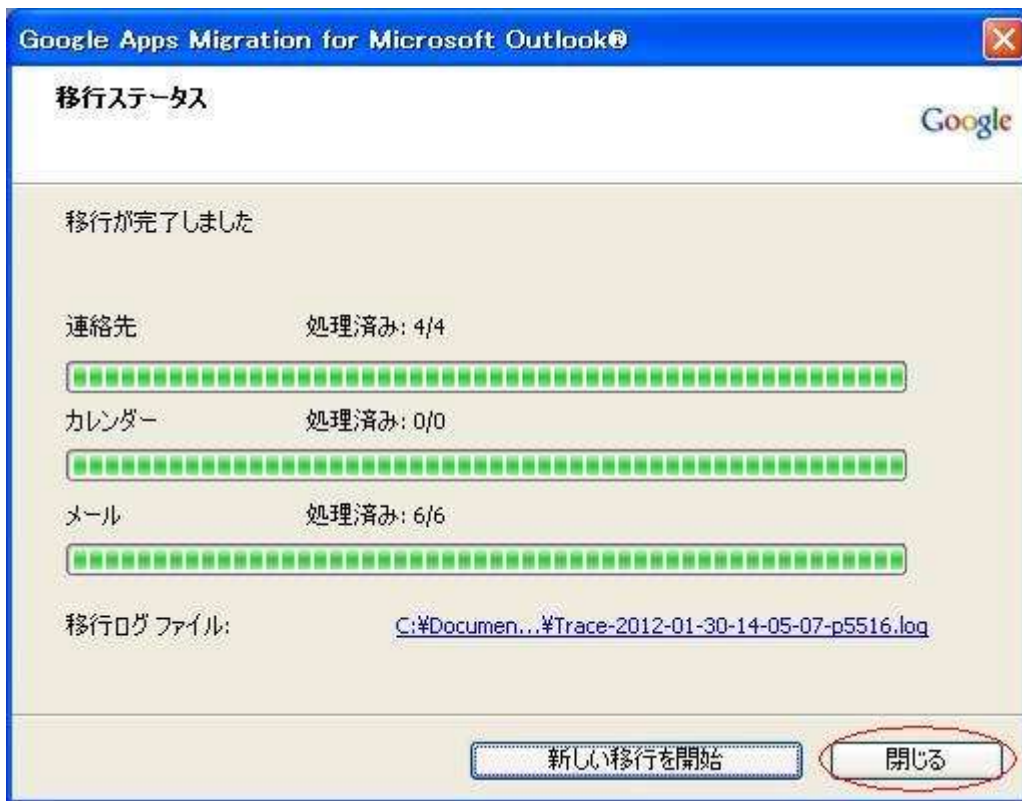 Google Apps Migration for Microsoft Outlook®
移行ステータス
Google
移行が完了しました
連絡先 処理済み: 4/4
カレンダー 処理済み: 0/0
メール 処理済み: 6/6
移行ログ ファイル: C:¥Documen...¥Trace-2012-01-30-14-05-07-p5516.log
新しい移行を開始 閉じる